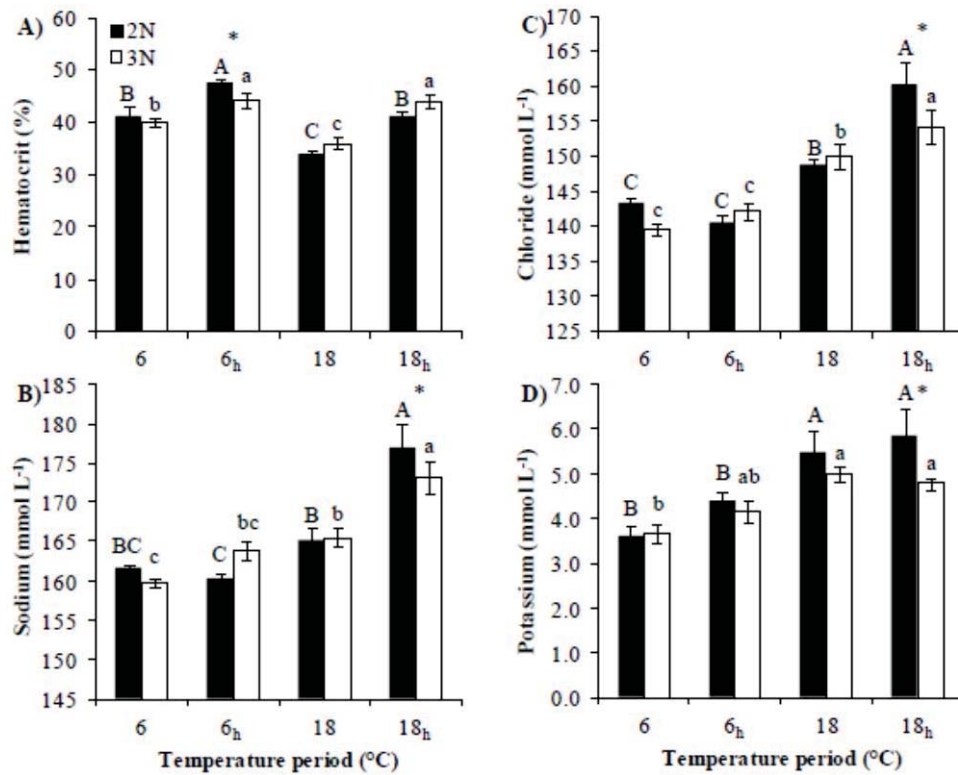 A)
Hematocrit (%)
60
50
40
30
20
10
0
2N
3N
B b
A a *
C c
B a
6 6h 18 18h
C)
Chloride (mmol L-1)
170
165
160
155
150
145
140
135
130
125
C c
C c
B b
A a *
6 6h 18 18h
B)
Sodium (mmol L-1)
185
180
175
170
165
160
155
150
145
BC c
C bc
B b
A a *
6 6h 18 18h
Temperature period (°C)
D)
Potassium (mmol L-1)
7.0
6.0
5.0
4.0
3.0
2.0
1.0
0.0
B b
B ab
A a
A a *
6 6h 18 18h
Temperature period (°C)